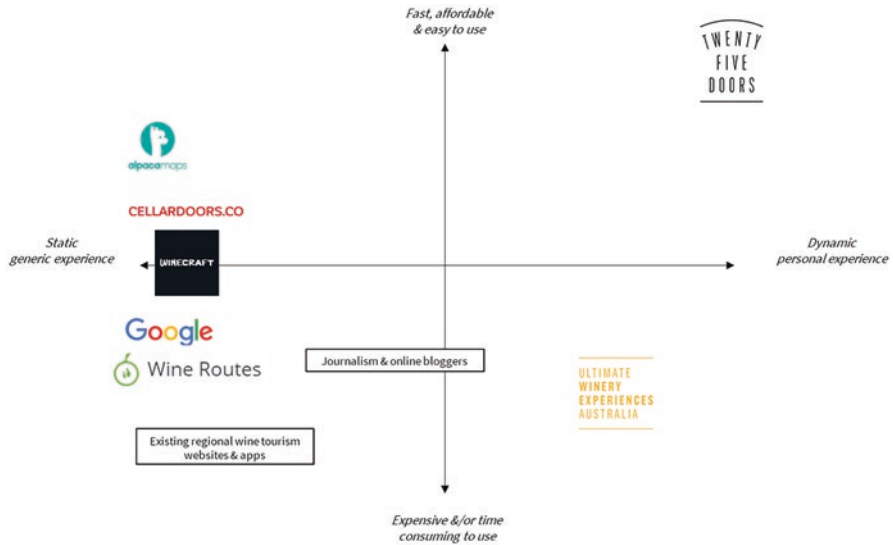 Fast, affordable
& easy to use
TWENTY
FIVE
DOORS
alpacamaps
CELLARDOORS.CO
Static
generic experience
WINECRAFT
Dynamic
personal experience
Google
Wine Routes
Journalism & online bloggers
ULTIMATE
WINERY
EXPERIENCES
AUSTRALIA
Existing regional wine tourism
websites & apps
Expensive &/or time
consuming to use